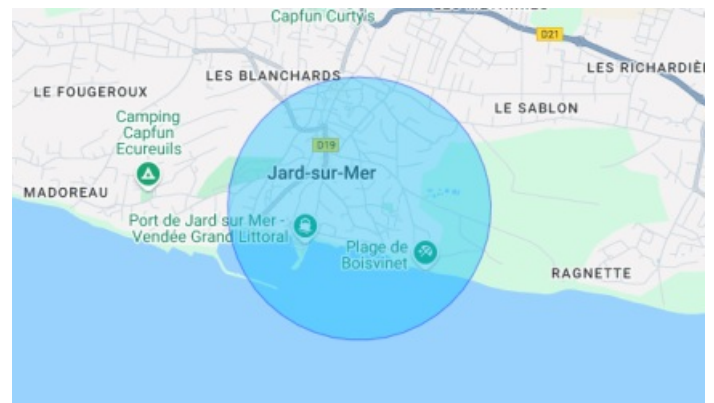 Capfun Curtys
D21
LES RICHARDIÈ
LES BLANCHARDS
LE FOUGEROUX
LE SABLON
Camping
Capfun
Ecureuils
D19
Jard-sur-Mer
MADOREAU
Port de Jard sur Mer -
Vendée Grand Littoral
Plage de
Boisvinet
RAGNETTE